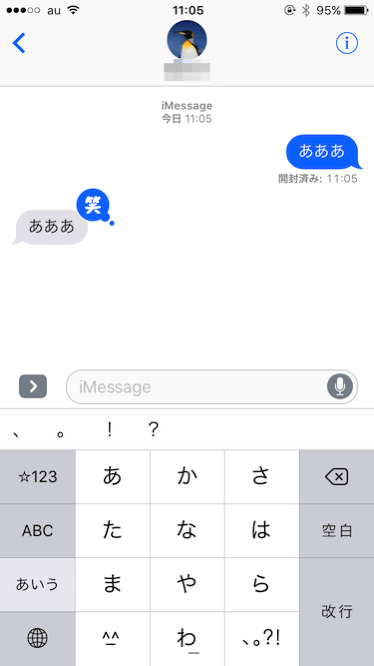 au 11:05 95%
iMessage
今日 11:05
あああ
開封済み: 11:05
笑
あああ
iMessage
、 。 ! ?
☆123 あ か さ
ABC た な は 空白
あいう ま や ら 改行
^^ わ_ 、。?!